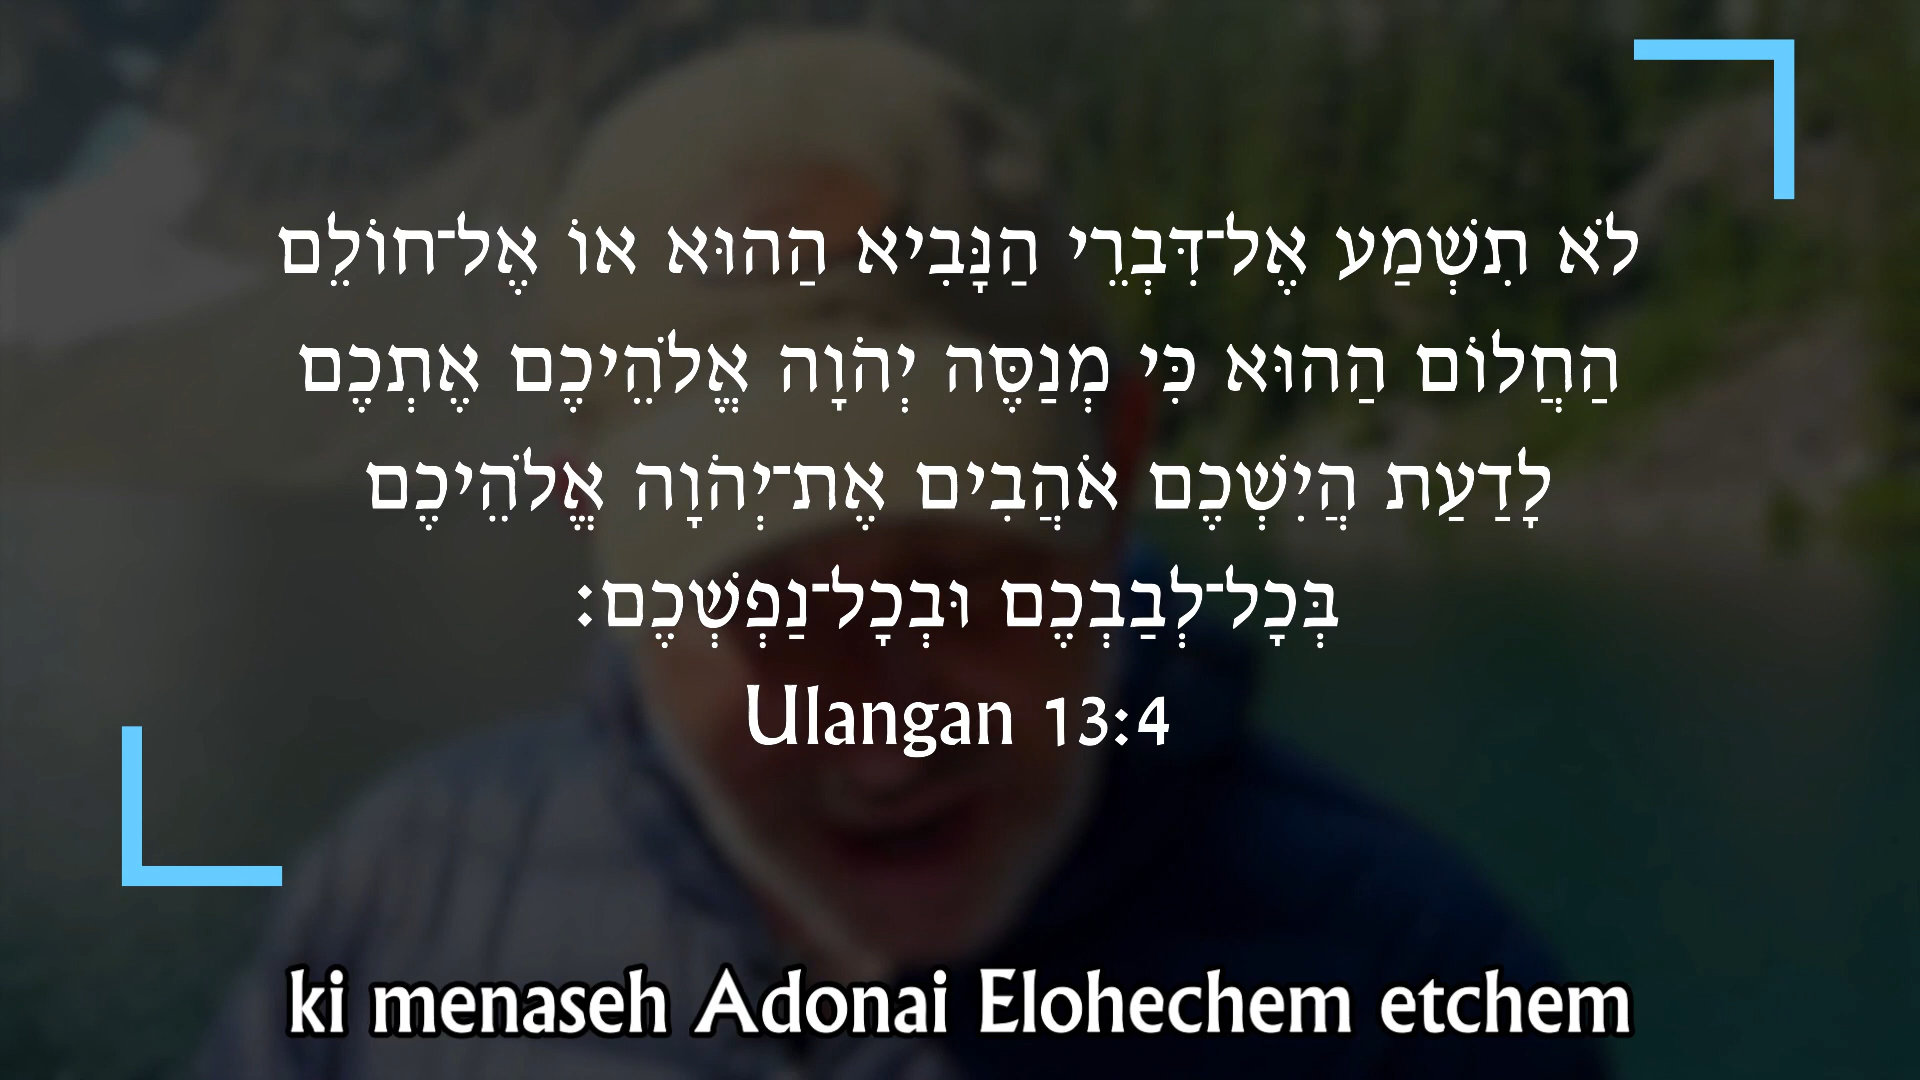 לֹא תִשְׁמַע אֶל־דִּבְרֵי הַנָּבִיא הַהוּא אוֹ אֶל־חוֹלֵם
הַחֲלוֹם הַהוּא כִּי מְנַסֶּה יְהֹוָה אֱלֹהֵיכֶם אֶתְכֶם
לָדַעַת הֲיִשְׁכֶם אֹהֲבִים אֶת־יְהֹוָה אֱלֹהֵיכֶם
בְּכָל־לְבַבְכֶם וּבְכָל־נַפְשְׁכֶם׃
Ulangan 13:4
ki menaseh Adonai Elohechem etchem